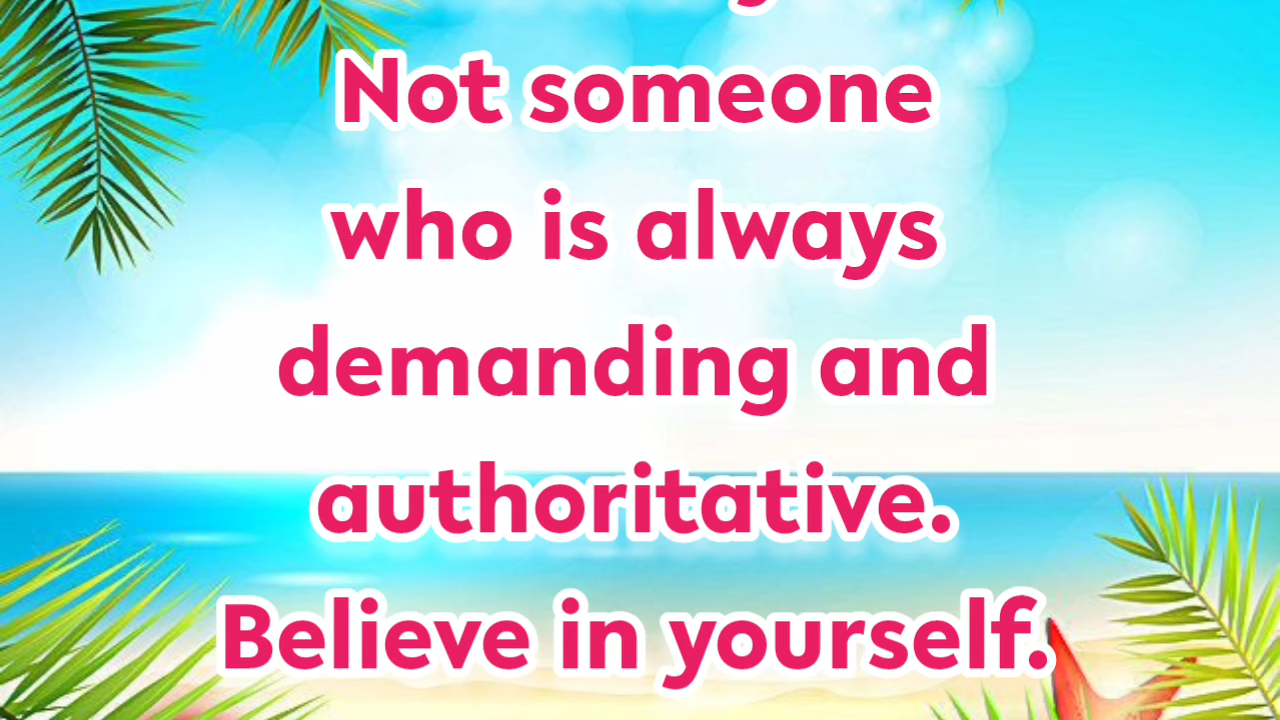 Not someone
who is always
demanding and
authoritative.
Believe in yourself.